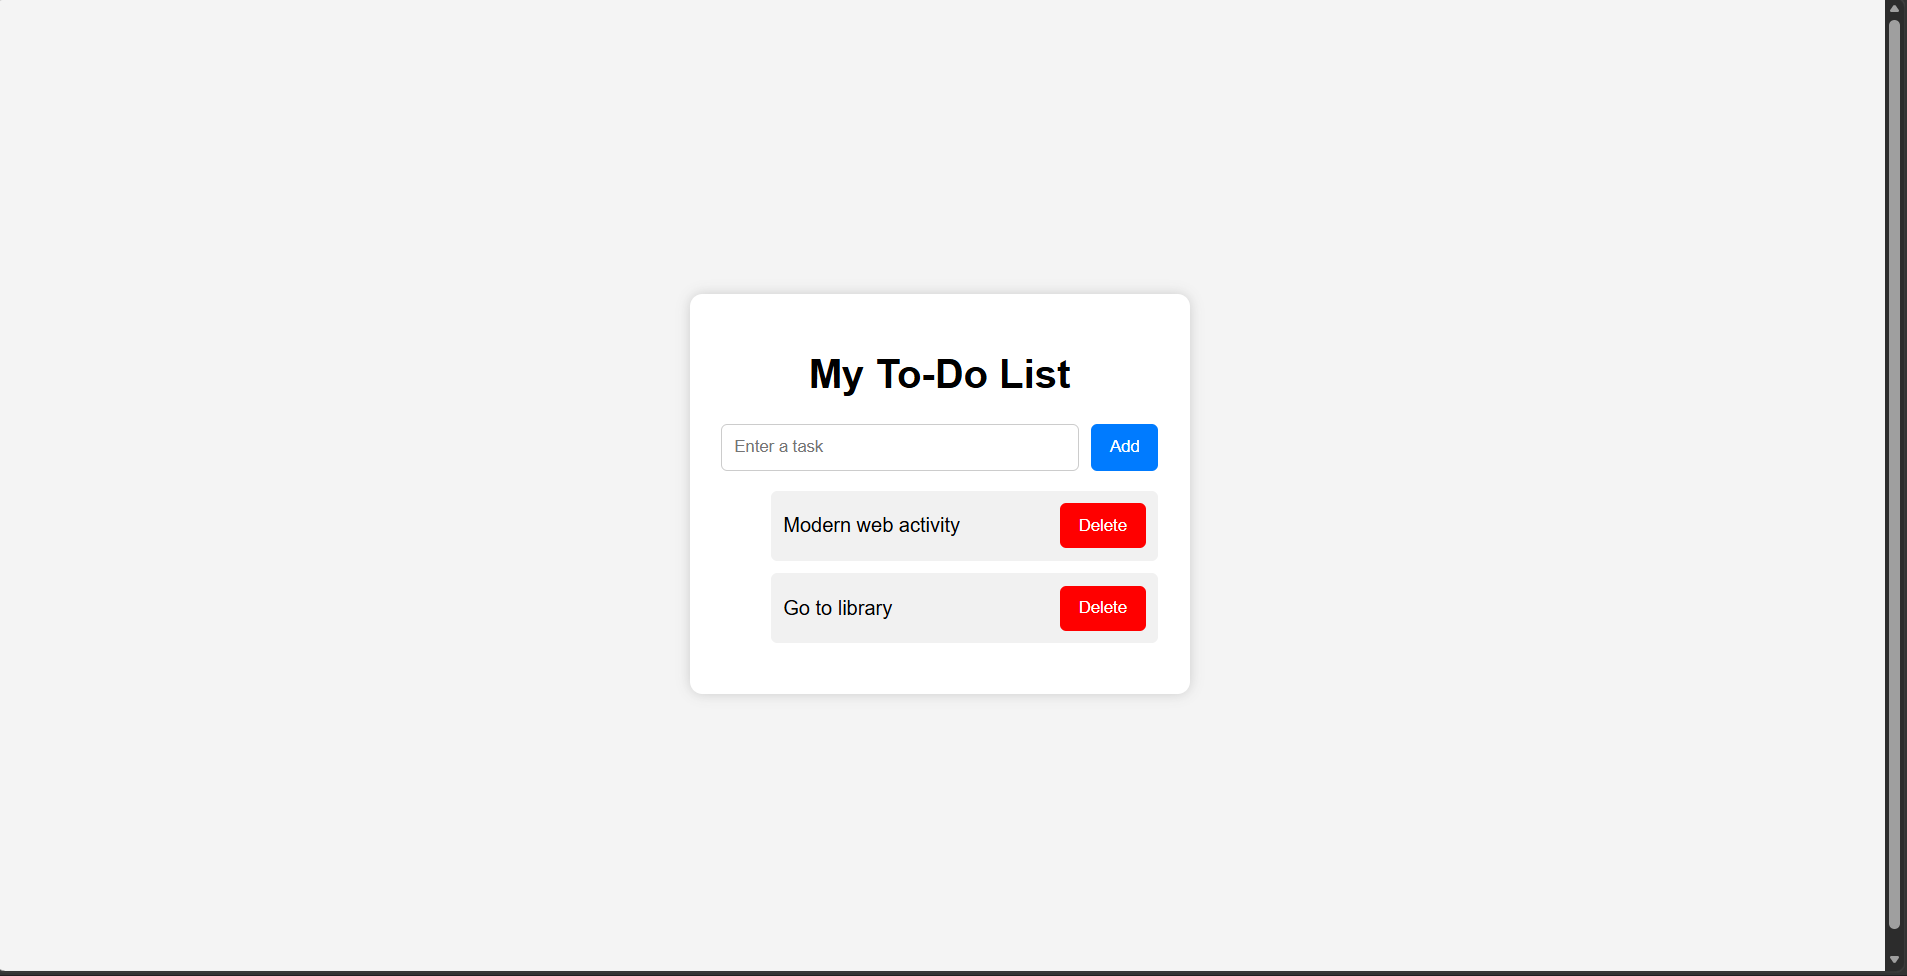 My To-Do List
Enter a task
Add
Modern web activity
Delete
Go to library
Delete